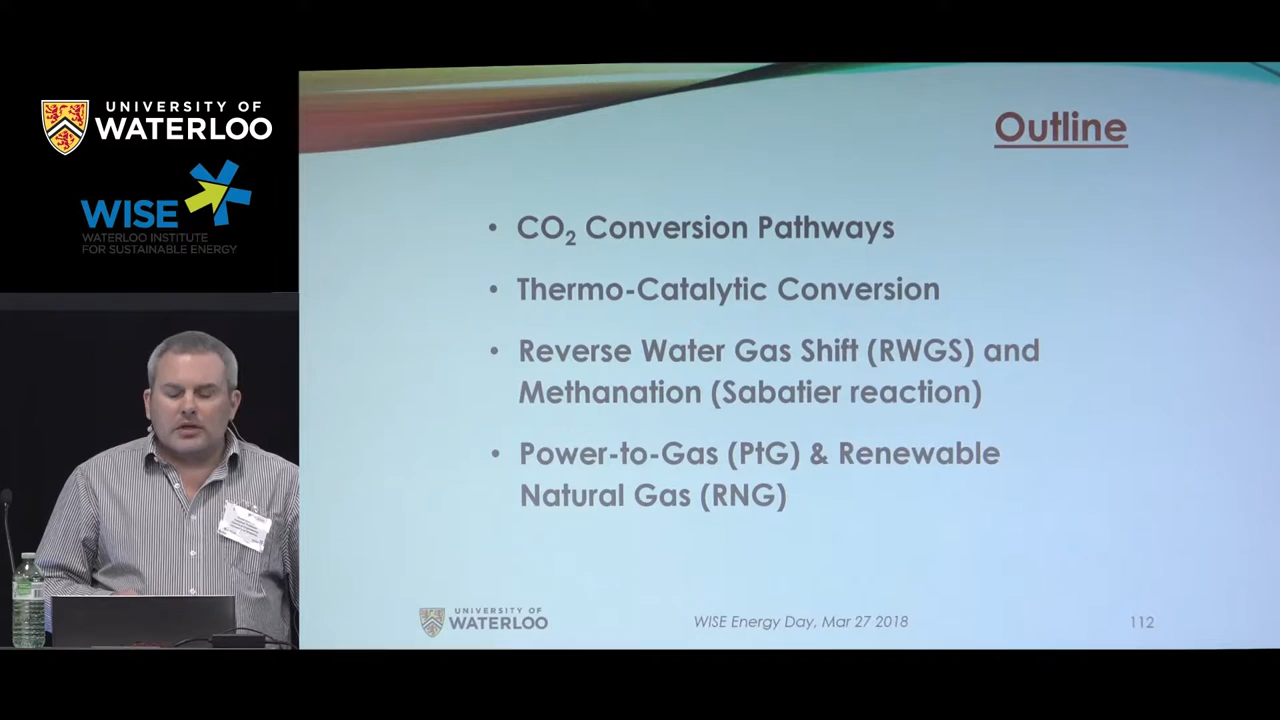 UNIVERSITY OF
WATERLOO
WISE
WATERLOO INSTITUTE
FOR SUSTAINABLE ENERGY
Outline
• CO₂ Conversion Pathways
• Thermo-Catalytic Conversion
• Reverse Water Gas Shift (RWGS) and
Methanation (Sabatier reaction)
• Power-to-Gas (PtG) & Renewable
Natural Gas (RNG)
UNIVERSITY OF
WATERLOO
WISE Energy Day, Mar 27 2018
112